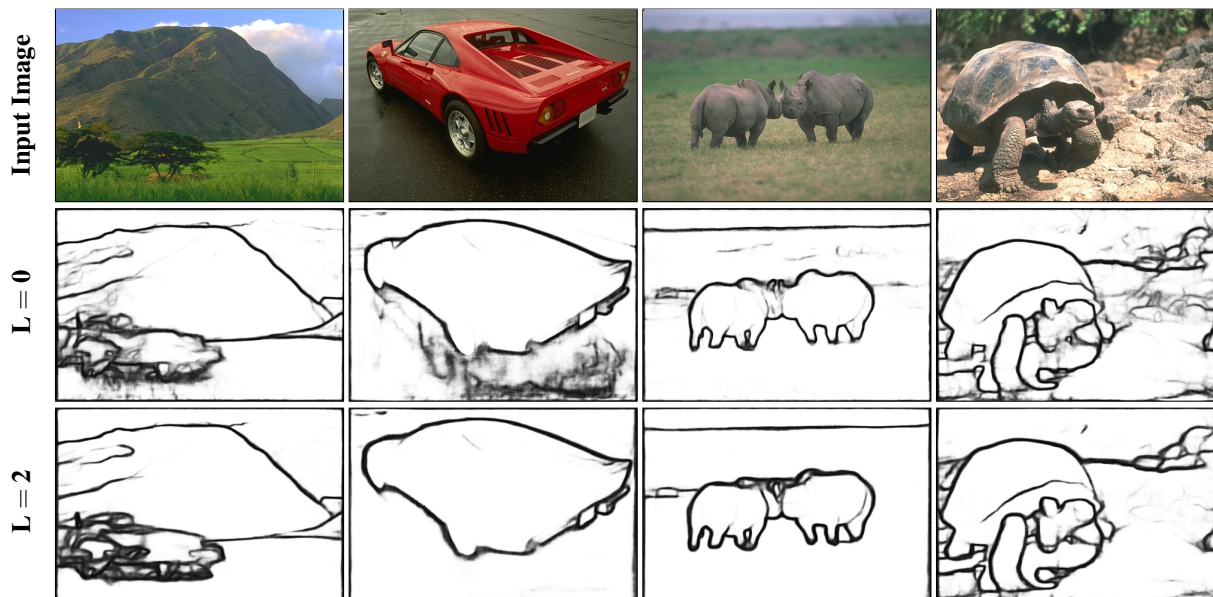 Input Image
L = 0
L = 2